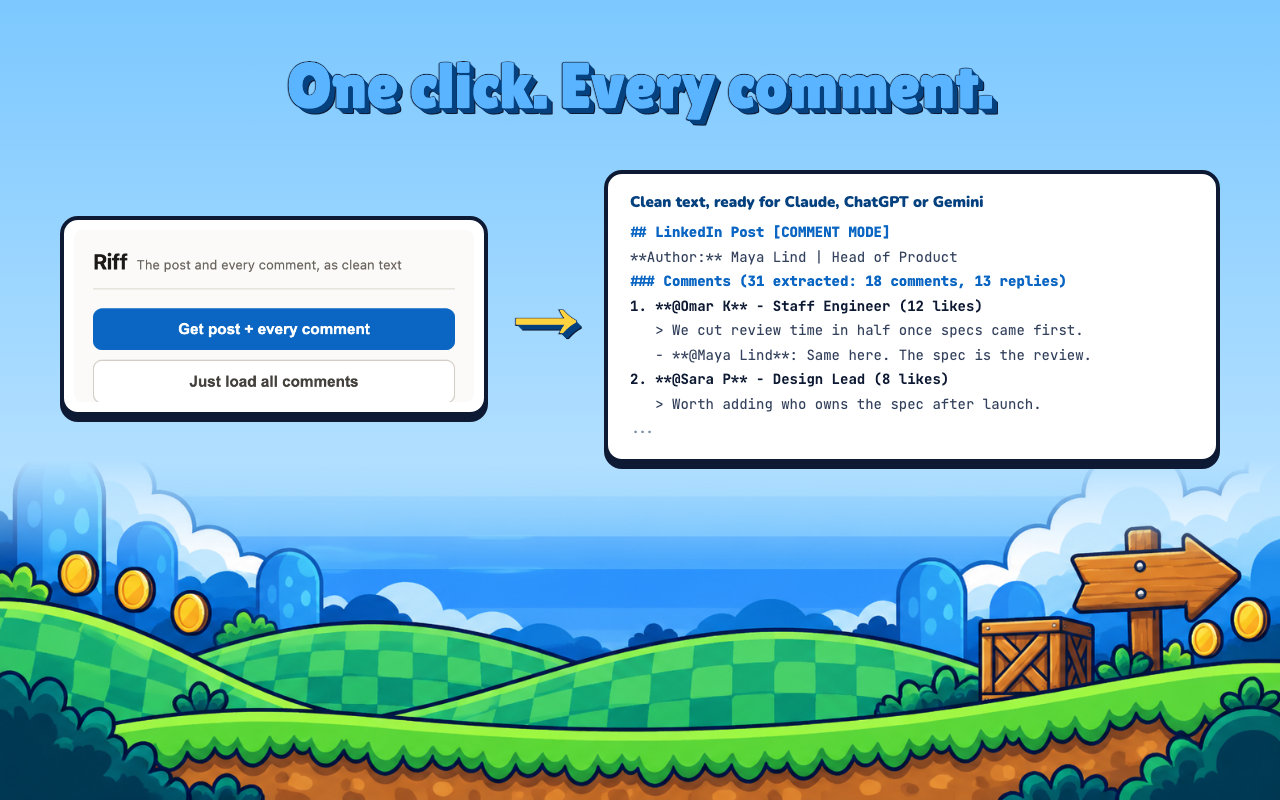 One click. Every comment.
Riff The post and every comment, as clean text
Get post + every comment
Just load all comments
Clean text, ready for Claude, ChatGPT or Gemini
## LinkedIn Post [COMMENT MODE]
**Author:** Maya Lind | Head of Product
### Comments (31 extracted: 18 comments, 13 replies)
1. **@Omar K** - Staff Engineer (12 likes)
> We cut review time in half once specs came first.
- **@Maya Lind**: Same here. The spec is the review.
2. **@Sara P** - Design Lead (8 likes)
> Worth adding who owns the spec after launch.
...